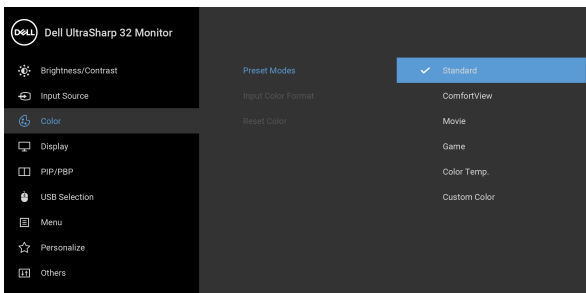 DELL Dell UltraSharp 32 Monitor
Brightness/Contrast
Input Source
Color
Display
PIP/PBP
USB Selection
Menu
Personalize
Others
Preset Modes
Input Color Format
Reset Color
Standard
ComfortView
Movie
Game
Color Temp.
Custom Color